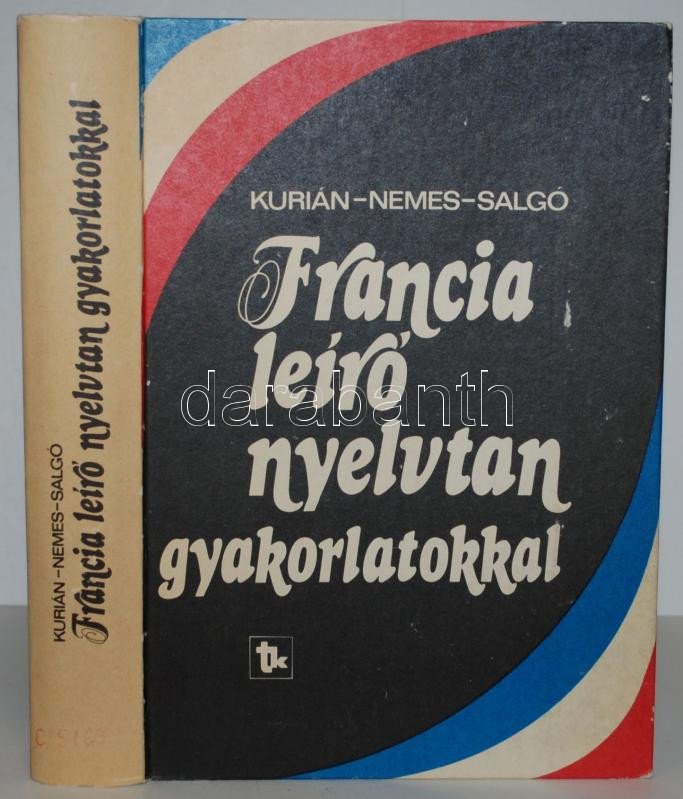 KURIÁN-NEMES-SALGÓ
Francia leíró nyelvtan gyakorlatokkal
KURIÁN-NEMES-SALGÓ
Francia
leíró
nyelvtan
gyakorlatokkal
tk
darabanth